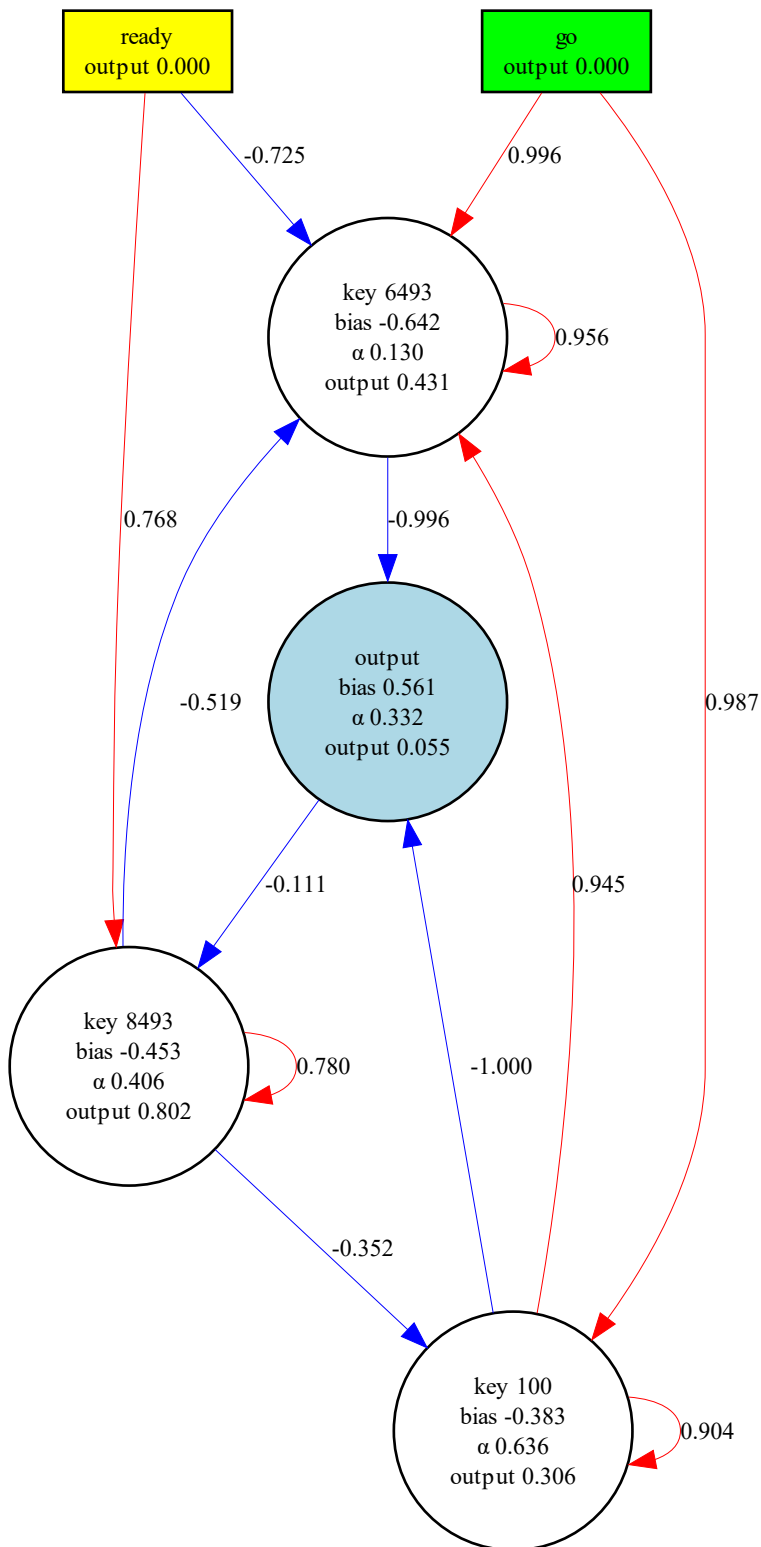 ready
output 0.000
go
output 0.000
-0.725
0.996
key 6493
bias -0.642
α 0.130
output 0.431
0.956
0.768
-0.996
-0.519
output
bias 0.561
α 0.332
output 0.055
0.987
-0.111
0.945
key 8493
bias -0.453
α 0.406
output 0.802
0.780
-1.000
-0.352
key 100
bias -0.383
α 0.636
output 0.306
0.904